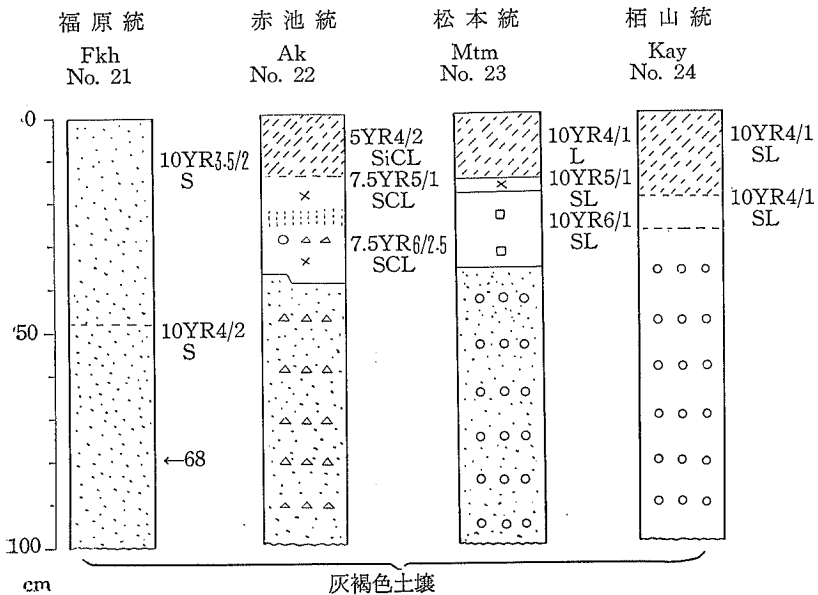 福原統
Fkh
No. 21
赤池統
Ak
No. 22
松本統
Mtm
No. 23
栢山統
Kay
No. 24
0
50
100
cm
10YR3.5/2
S
10YR4/2
S
←68
5YR4/2
SiCL
7.5YR5/1
SCL
7.5YR6/2.5
SCL
10YR4/1
L
10YR5/1
SL
10YR6/1
SL
10YR4/1
SL
10YR4/1
SL
灰褐色土壌